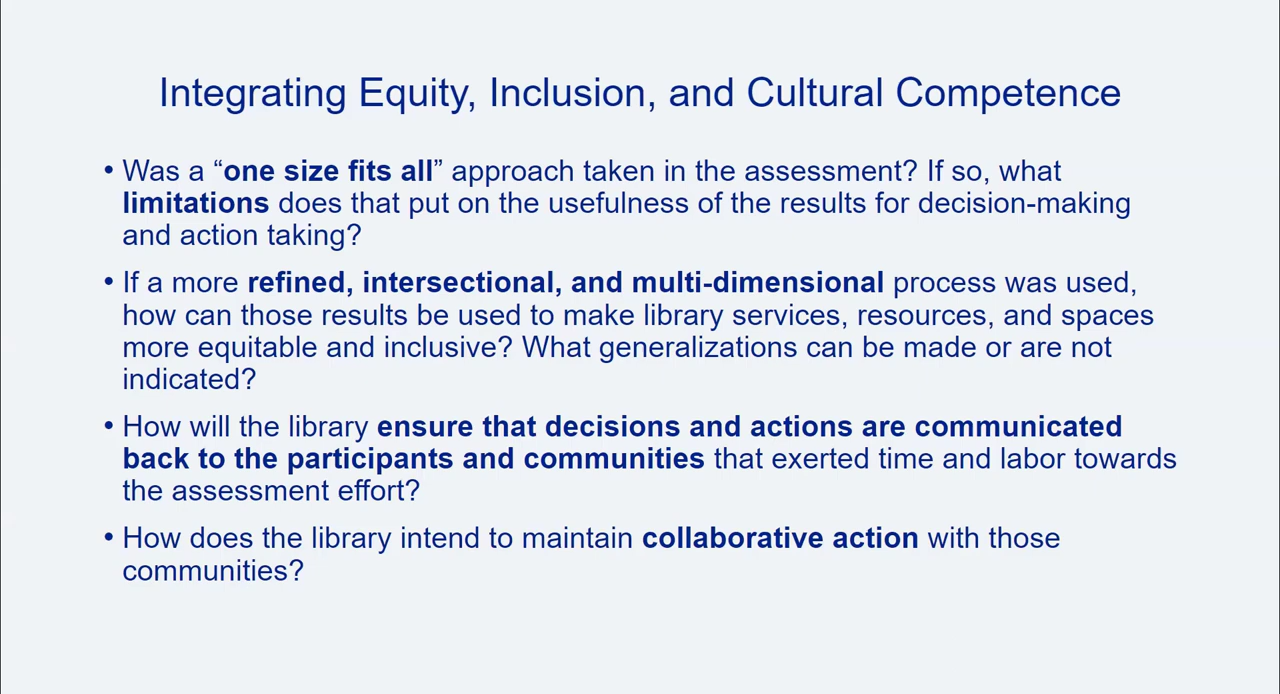 Integrating Equity, Inclusion, and Cultural Competence
• Was a “one size fits all” approach taken in the assessment? If so, what
limitations does that put on the usefulness of the results for decision-making
and action taking?
• If a more refined, intersectional, and multi-dimensional process was used,
how can those results be used to make library services, resources, and spaces
more equitable and inclusive? What generalizations can be made or are not
indicated?
• How will the library ensure that decisions and actions are communicated
back to the participants and communities that exerted time and labor towards
the assessment effort?
• How does the library intend to maintain collaborative action with those
communities?